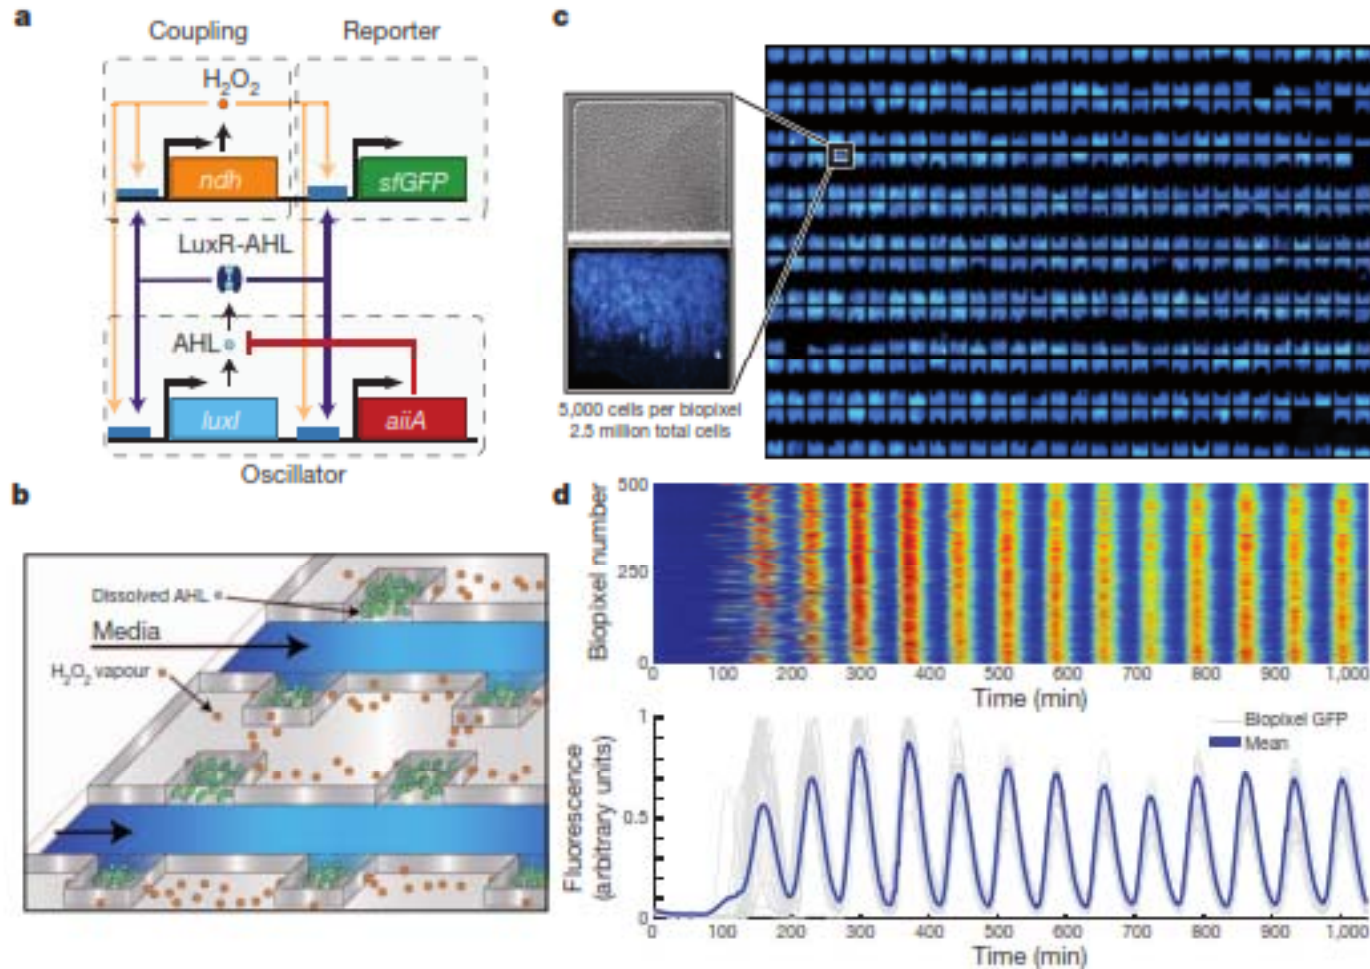 a
Coupling
Reporter
H₂O₂
ndh
sfGFP
LuxR-AHL
AHL
luxI
aiiA
Oscillator
b
Dissolved AHL
Media
H₂O₂ vapour
c
5,000 cells per biopixel
2.5 million total cells
d
Biopixel number
500
250
0
0 100 200 300 400 500 600 700 800 900 1,000
Time (min)
Fluorescence
(arbitrary units)
1
0.5
0
Biopixel GFP
Mean
0 100 200 300 400 500 600 700 800 900 1,000
Time (min)